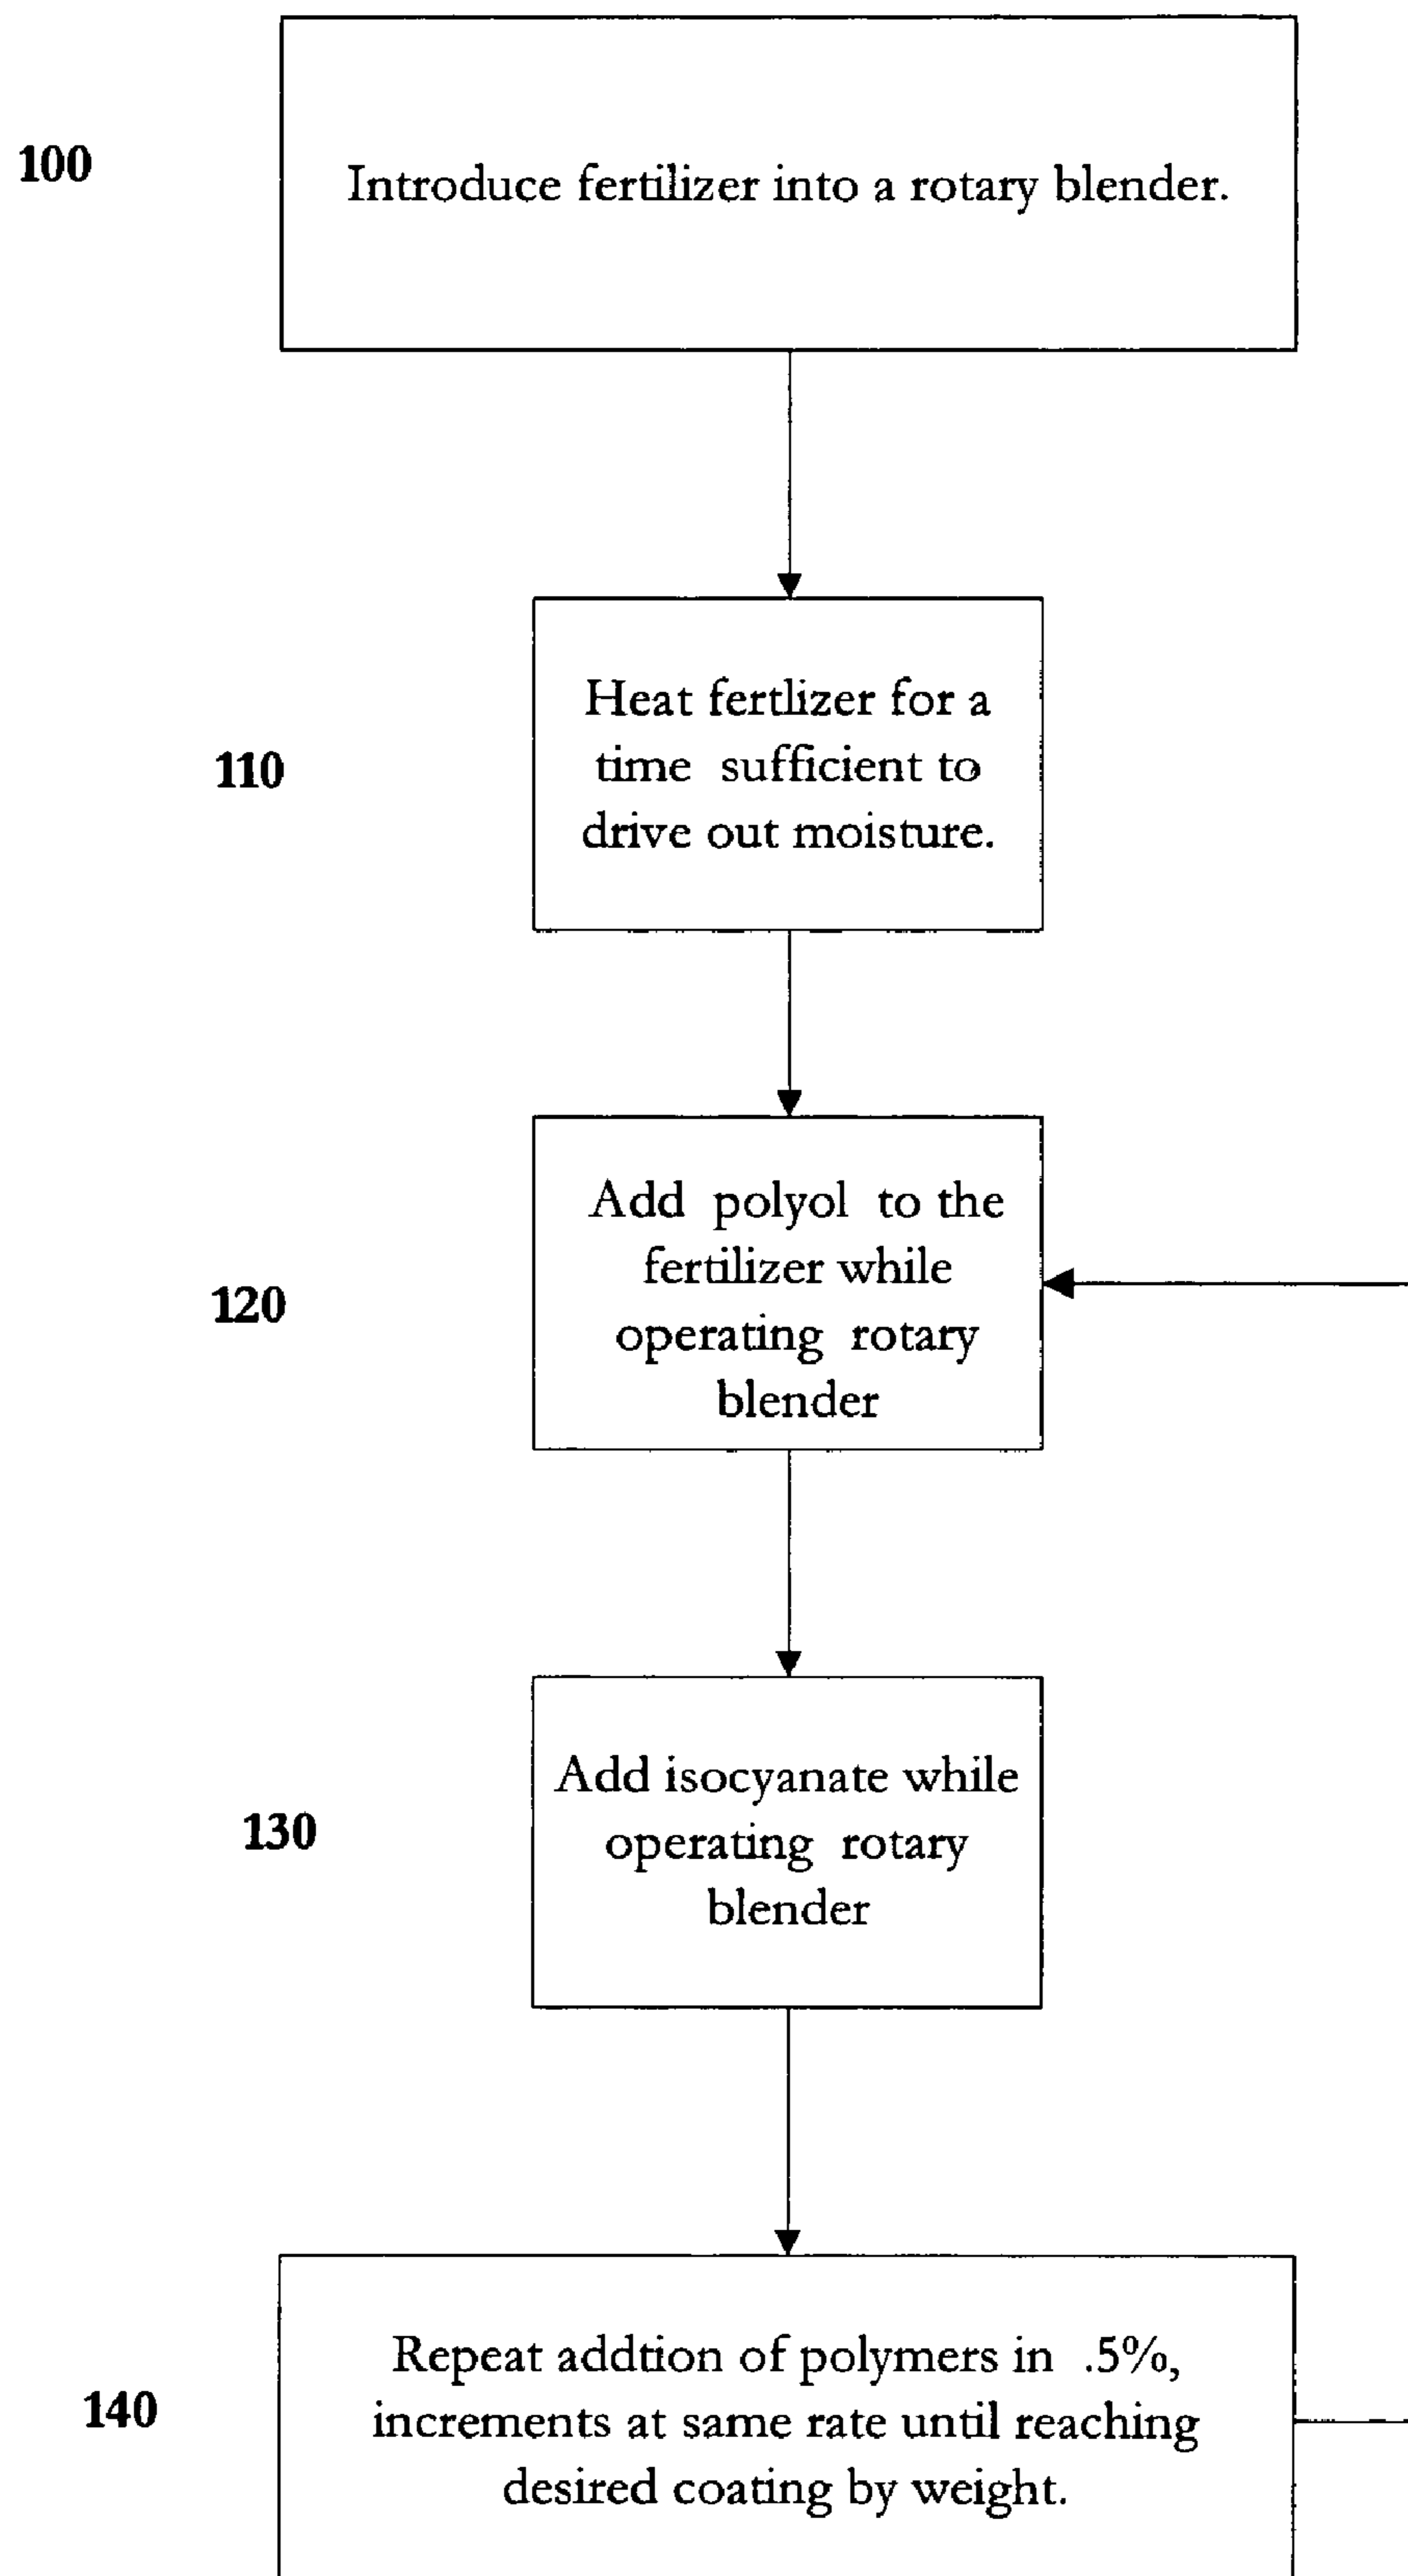 100
Introduce fertilizer into a rotary blender.
110
Heat fertlizer for a
time sufficient to
drive out moisture.
120
Add polyol to the
fertilizer while
operating rotary
blender
130
Add isocyanate while
operating rotary
blender
140
Repeat addtion of polymers in .5%,
increments at same rate until reaching
desired coating by weight.